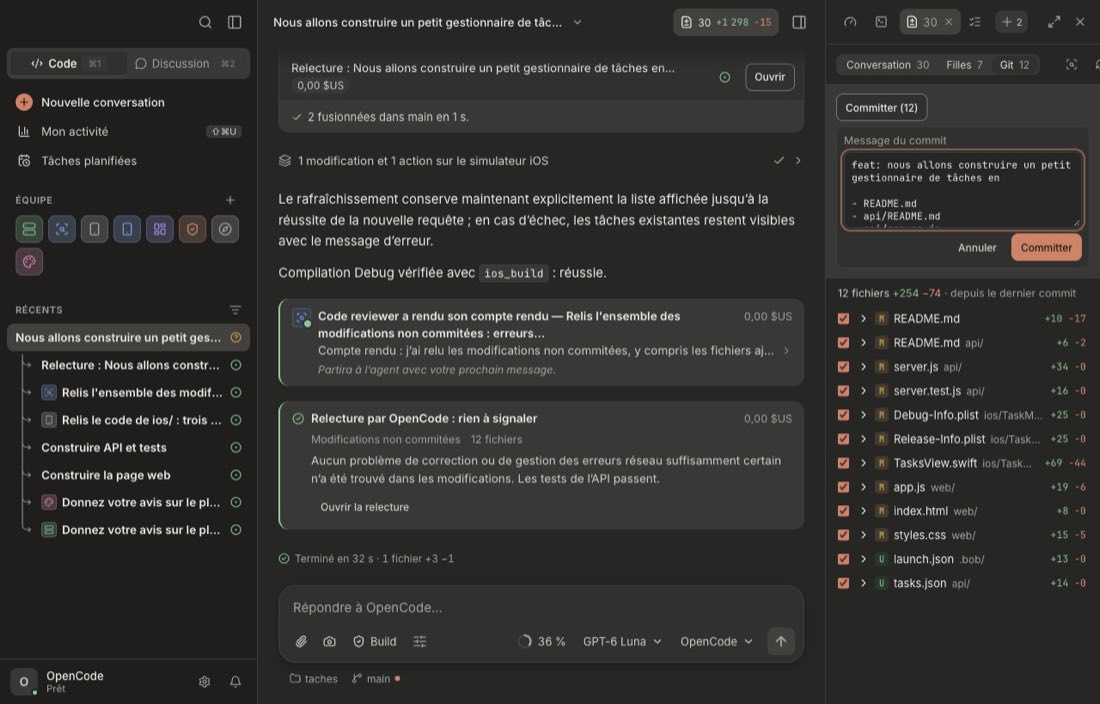 Code ⌘1
Discussion ⌘2
Nouvelle conversation
Mon activité ⇧⌘U
Tâches planifiées
ÉQUIPE
RÉCENTS
Nous allons construire un petit ges...
Relecture : Nous allons constr...
Relis l'ensemble des modif...
Relis le code de ios/ : trois ...
Construire API et tests
Construire la page web
Donnez votre avis sur le pl...
Donnez votre avis sur le pl...
O
OpenCode
Prêt
Nous allons construire un petit gestionnaire de tâc...
30 +1 298 -15
Relecture : Nous allons construire un petit gestionnaire de tâches en...
0,00 $US
Ouvrir
2 fusionnées dans main en 1 s.
1 modification et 1 action sur le simulateur iOS
Le rafraîchissement conserve maintenant explicitement la liste affichée jusqu'à la
réussite de la nouvelle requête ; en cas d'échec, les tâches existantes restent visibles
avec le message d'erreur.
Compilation Debug vérifiée avec ios_build : réussie.
Code reviewer a rendu son compte rendu — Relis l'ensemble des
modifications non commitées : erreurs...
0,00 $US
Compte rendu : j'ai relu les modifications non commitées, y compris les fichiers aj...
Partira à l'agent avec votre prochain message.
Relecture par OpenCode : rien à signaler
0,00 $US
Modifications non commitées 12 fichiers
Aucun problème de correction ou de gestion des erreurs réseau suffisamment certain
n'a été trouvé dans les modifications. Les tests de l'API passent.
Ouvrir la relecture
Terminé en 32 s · 1 fichier +3 −1
Répondre à OpenCode...
Build
36 %
GPT-6 Luna
OpenCode
taches
main
30
+ 2
Conversation 30
Filles 7
Git 12
Committer (12)
Message du commit
feat: nous allons construire un petit
gestionnaire de tâches en
- README.md
- api/README.md
- api/server.js
Annuler
Committer
12 fichiers +254 −74 · depuis le dernier commit
M README.md +10 -17
M README.md api/ +6 -2
M server.js api/ +34 -0
M server.test.js api/ +16 -0
M Debug-Info.plist ios/TaskM... +25 -0
M Release-Info.plist ios/Task... +25 -0
M TasksView.swift ios/Task... +69 -44
M app.js web/ +19 -6
M index.html web/ +8 -0
M styles.css web/ +15 -5
U launch.json .bob/ +13 -0
U tasks.json api/ +14 -0